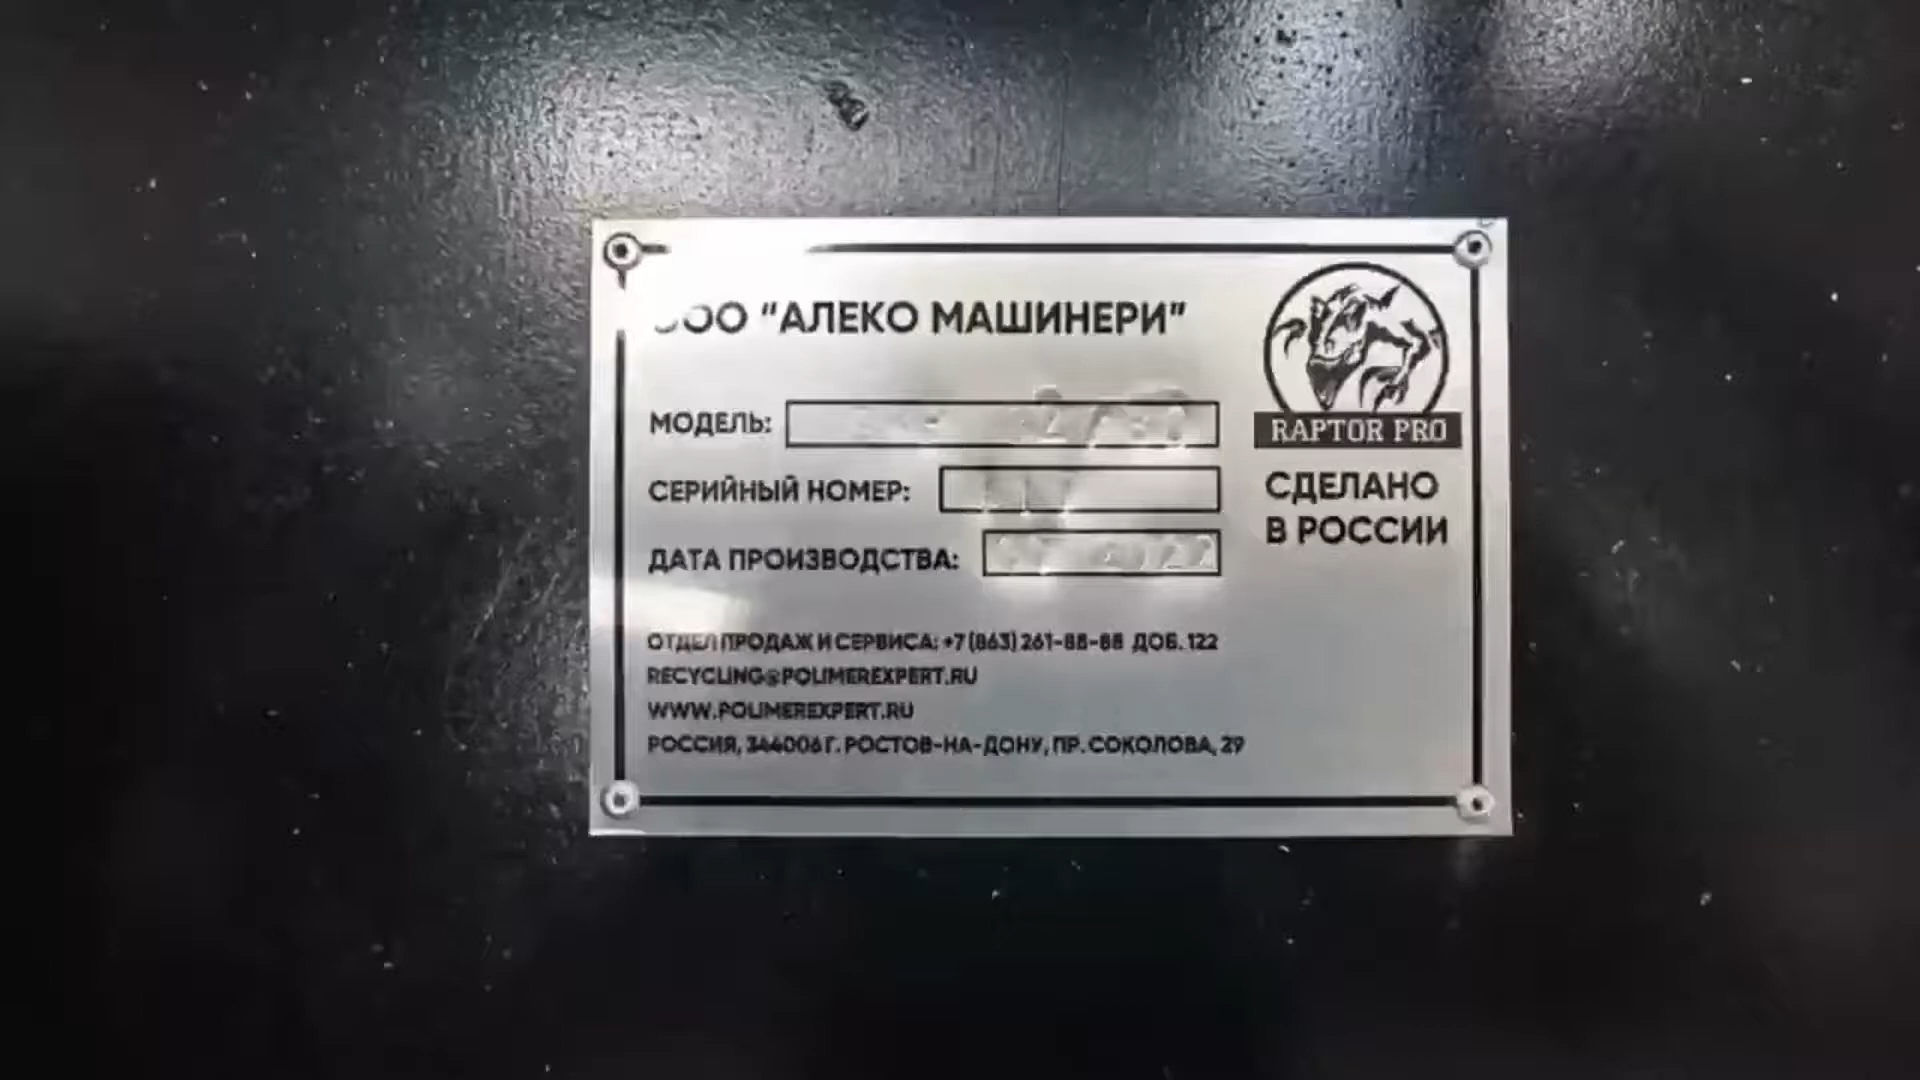 ООО "АЛЕКО МАШИНЕРИ"
МОДЕЛЬ:
СЕРИЙНЫЙ НОМЕР:
ДАТА ПРОИЗВОДСТВА: 2022
RAPTOR PRO
СДЕЛАНО
В РОССИИ
ОТДЕЛ ПРОДАЖ И СЕРВИСА: +7 (863) 261-88-88 ДОБ. 122
RECYCLING@POLIMEREXPERT.RU
WWW.POLIMEREXPERT.RU
РОССИЯ, 344006 Г. РОСТОВ-НА-ДОНУ, ПР. СОКОЛОВА, 29